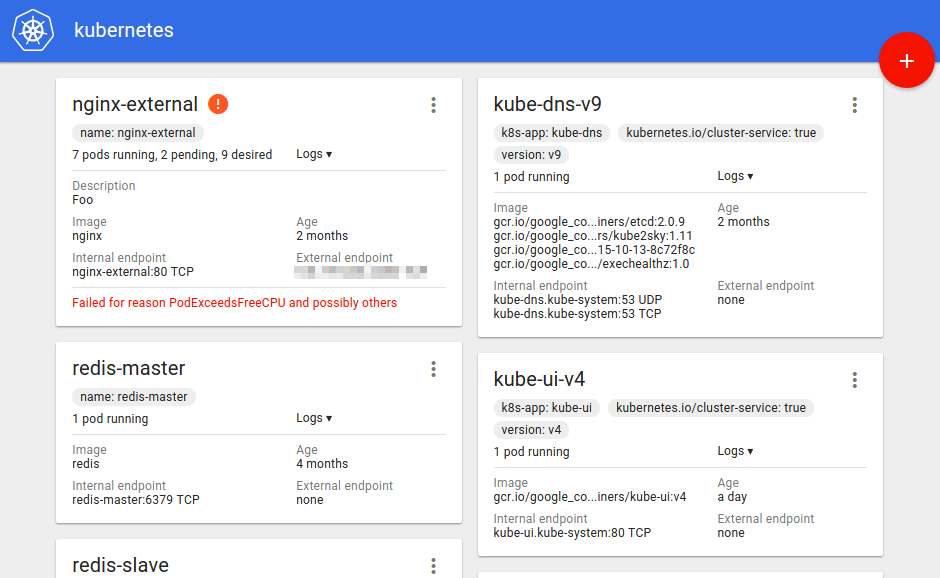 kubernetes
+
nginx-external !
name: nginx-external
7 pods running, 2 pending, 9 desired Logs ▾
Description
Foo
Image Age
nginx 2 months
Internal endpoint External endpoint
nginx-external:80 TCP
Failed for reason PodExceedsFreeCPU and possibly others
redis-master
name: redis-master
1 pod running Logs ▾
Image Age
redis 4 months
Internal endpoint External endpoint
redis-master:6379 TCP none
redis-slave
kube-dns-v9
k8s-app: kube-dns kubernetes.io/cluster-service: true
version: v9
1 pod running Logs ▾
Image Age
gcr.io/google_co...iners/etcd:2.0.9 2 months
gcr.io/google_co...rs/kube2sky:1.11
gcr.io/google_co...15-10-13-8c72f8c
gcr.io/google_co.../exechealthz:1.0
Internal endpoint External endpoint
kube-dns.kube-system:53 UDP none
kube-dns.kube-system:53 TCP
kube-ui-v4
k8s-app: kube-ui kubernetes.io/cluster-service: true
version: v4
1 pod running Logs ▾
Image Age
gcr.io/google_co...iners/kube-ui:v4 a day
Internal endpoint External endpoint
kube-ui.kube-system:80 TCP none